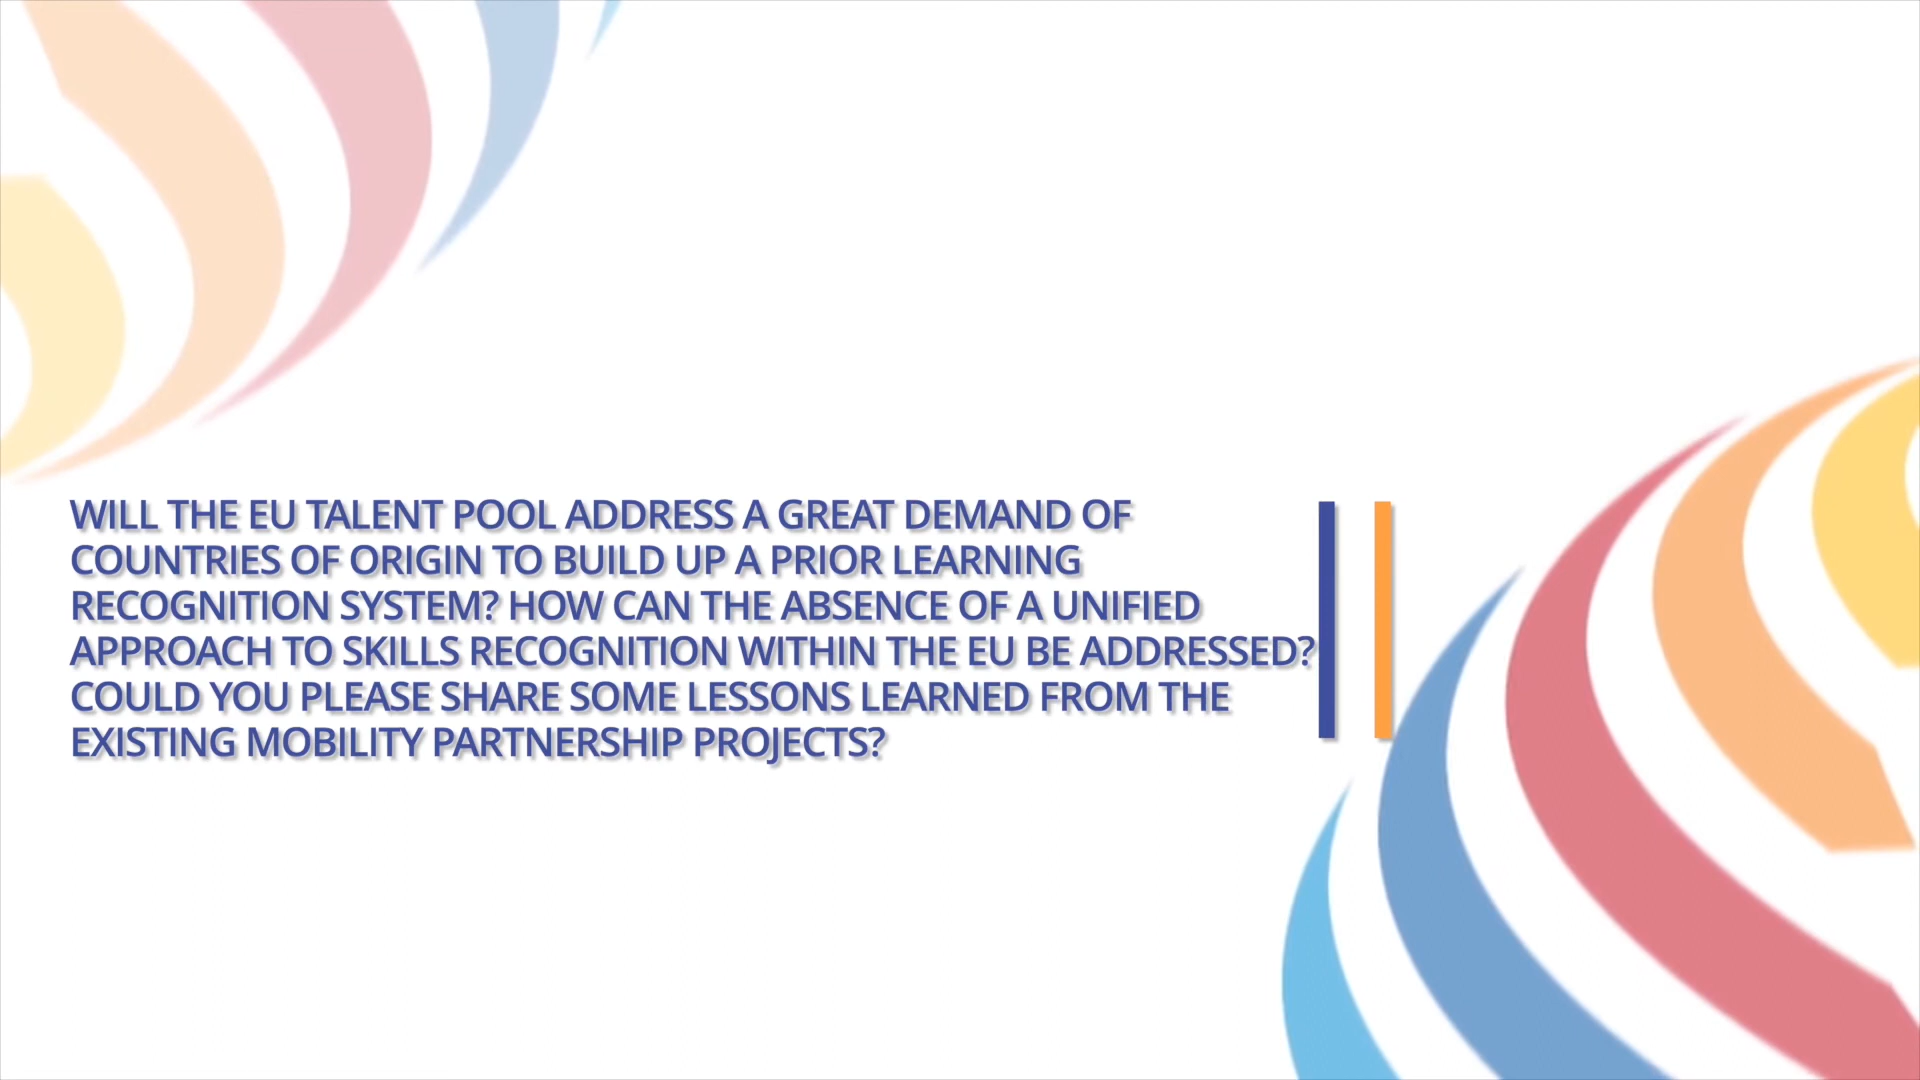 WILL THE EU TALENT POOL ADDRESS A GREAT DEMAND OF
COUNTRIES OF ORIGIN TO BUILD UP A PRIOR LEARNING
RECOGNITION SYSTEM? HOW CAN THE ABSENCE OF A UNIFIED
APPROACH TO SKILLS RECOGNITION WITHIN THE EU BE ADDRESSED?
COULD YOU PLEASE SHARE SOME LESSONS LEARNED FROM THE
EXISTING MOBILITY PARTNERSHIP PROJECTS?